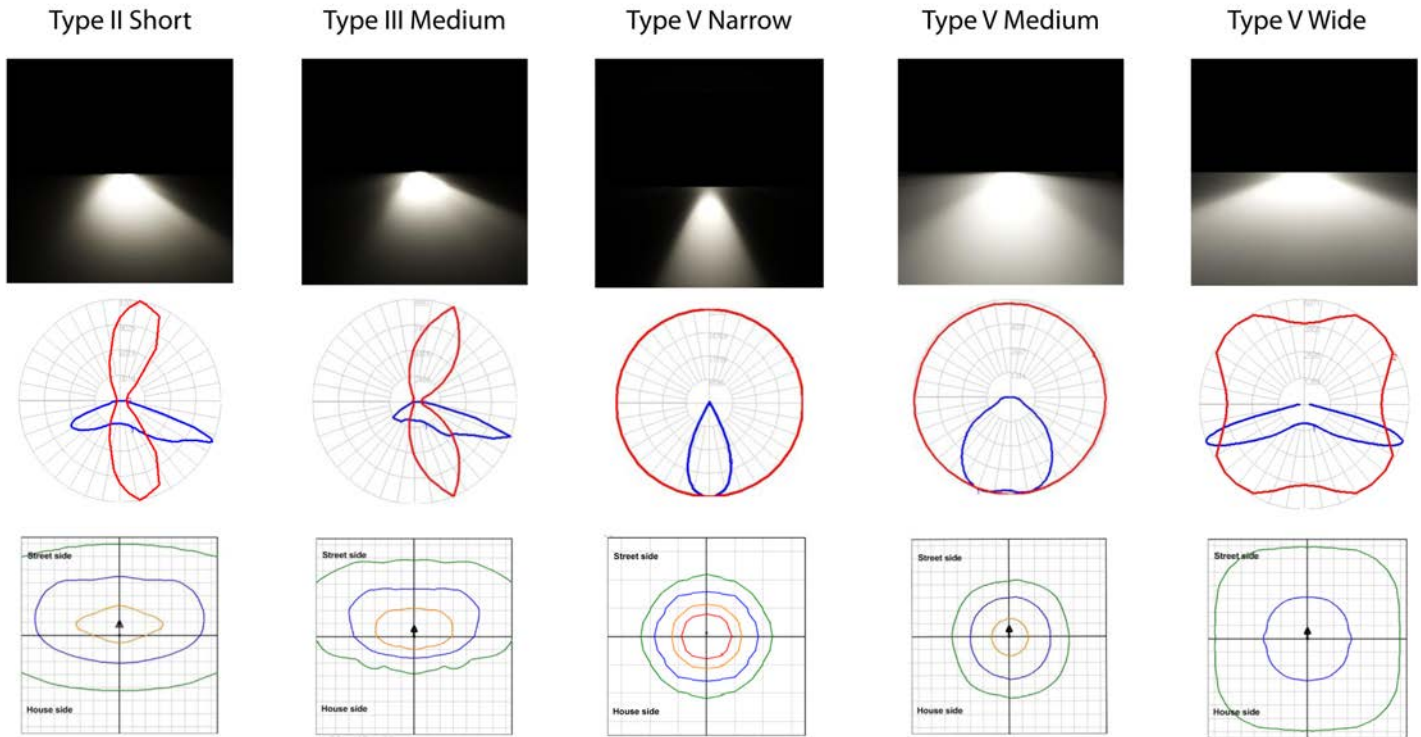 Type II Short
Type III Medium
Type V Narrow
Type V Medium
Type V Wide
Street side
Street side
Street side
Street side
Street side
House side
House side
House side
House side
House side